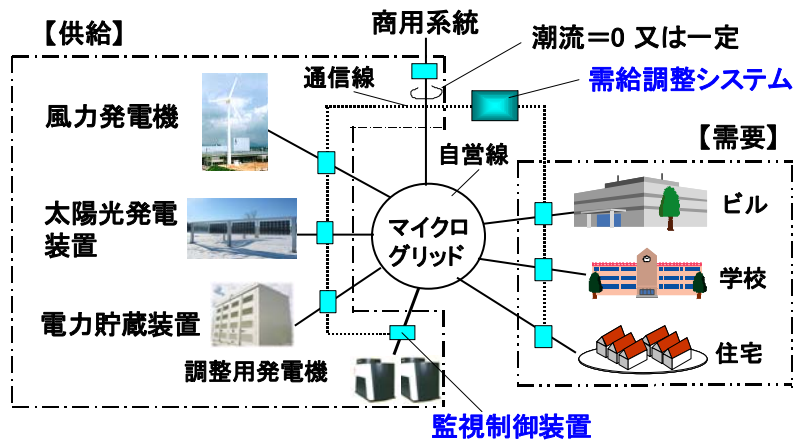 商用系統
【供給】
潮流=0 又は一定
通信線
需給調整システム
風力発電機
自営線
【需要】
マイクロ
グリッド
太陽光発電
装置
ビル
学校
電力貯蔵装置
住宅
調整用発電機
監視制御装置